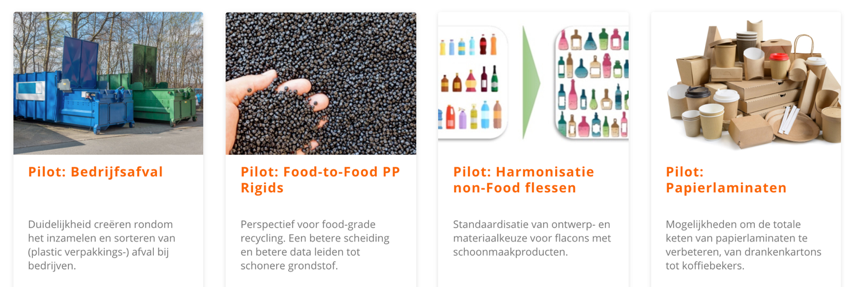 Pilot: Bedrijfsafval
Duidelijkheid creëren rondom
het inzamelen en sorteren van
(plastic verpakkings-) afval bij
bedrijven.
Pilot: Food-to-Food PP
Rigids
Perspectief voor food-grade
recycling. Een betere scheiding
en betere data leiden tot
schonere grondstof.
Pilot: Harmonisatie
non-Food flessen
Standaardisatie van ontwerp- en
materiaalkeuze voor flacons met
schoonmaakproducten.
Pilot:
Papierlaminaten
Mogelijkheden om de totale
keten van papierlaminaten te
verbeteren, van drankenkartons
tot koffiebekers.